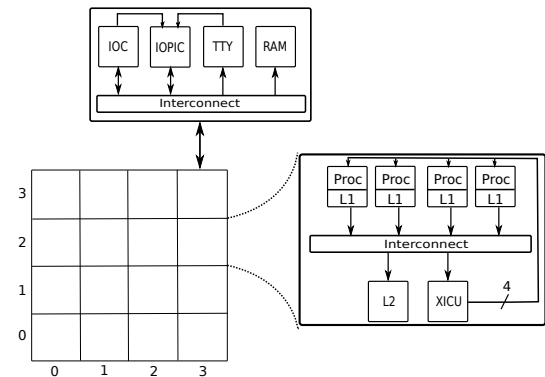 IOC IOPIC TTY RAM
Interconnect
Proc Proc Proc Proc
L1 L1 L1 L1
Interconnect
L2 XICU 4
3
2
1
0
0 1 2 3